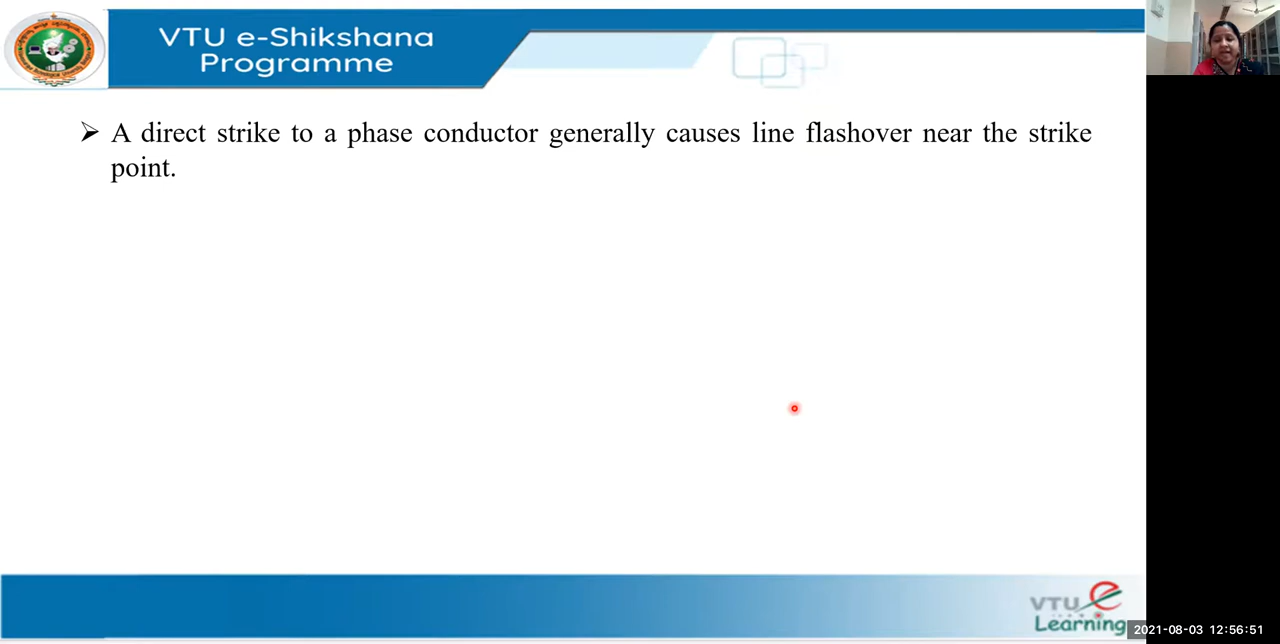 VTU e-Shikshana
Programme
➤ A direct strike to a phase conductor generally causes line flashover near the strike
point.
VTU
Learning
2021-08-03 12:56:51